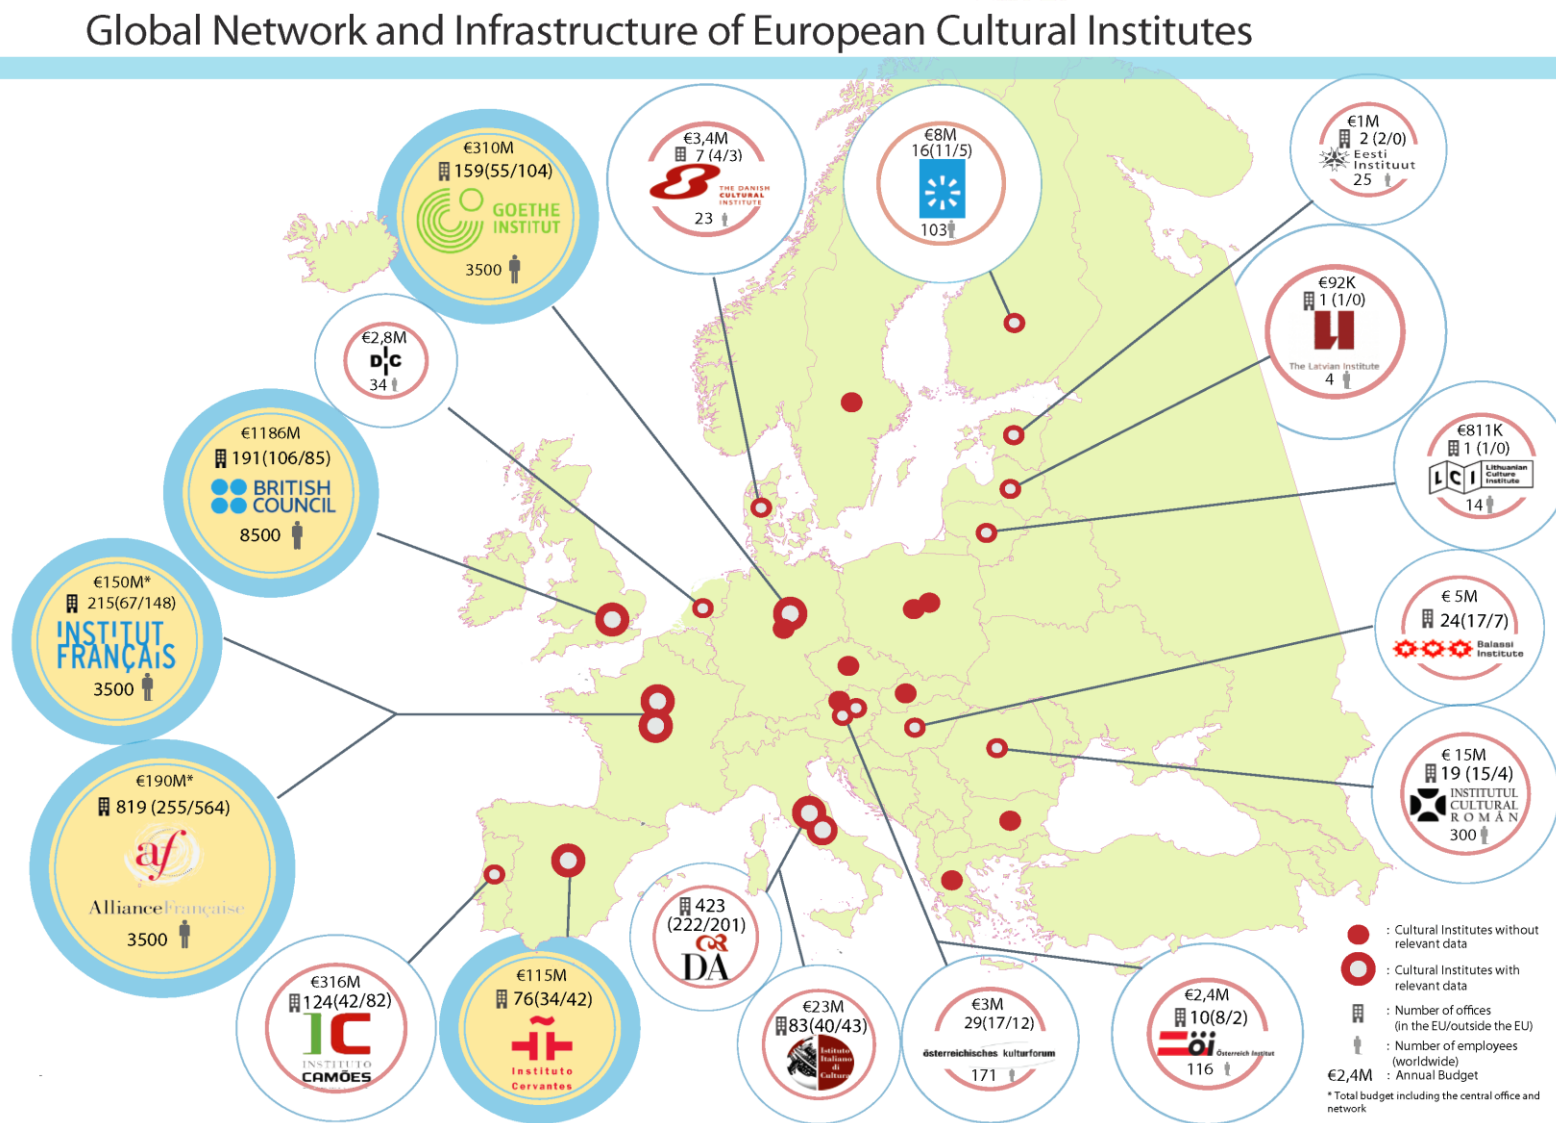 Global Network and Infrastructure of European Cultural Institutes
€310M
159(55/104)
GOETHE
INSTITUT
3500
€3,4M
7 (4/3)
THE DANISH
CULTURAL
INSTITUTE
23
€8M
16(11/5)
103
€1M
2 (2/0)
Eesti
Instituut
25
€92K
1 (1/0)
The Latvian Institute
4
€2,8M
DIC
34
€1186M
191(106/85)
BRITISH
COUNCIL
8500
€811K
1 (1/0)
LCI
Lithuanian
Culture
Institute
14
€150M*
215(67/148)
INSTITUT
FRANÇAIS
3500
€ 5M
24(17/7)
Balassi
Institute
€190M*
819 (255/564)
af
AllianceFrançaise
3500
€ 15M
19 (15/4)
INSTITUTUL
CULTURAL
ROMÂN
300
€316M
124(42/82)
IC
INSTITUTO
CAMÕES
€115M
76(34/42)
Instituto
Cervantes
423
(222/201)
DA
€23M
83(40/43)
Istituto
Italiano
di
Cultura
€3M
29(17/12)
österreichisches kulturforum
171
€2,4M
10(8/2)
öi Österreich Institut
116
: Cultural Institutes without
relevant data
: Cultural Institutes with
relevant data
: Number of offices
(in the EU/outside the EU)
: Number of employees
(worldwide)
€2,4M : Annual Budget
* Total budget including the central office and
network